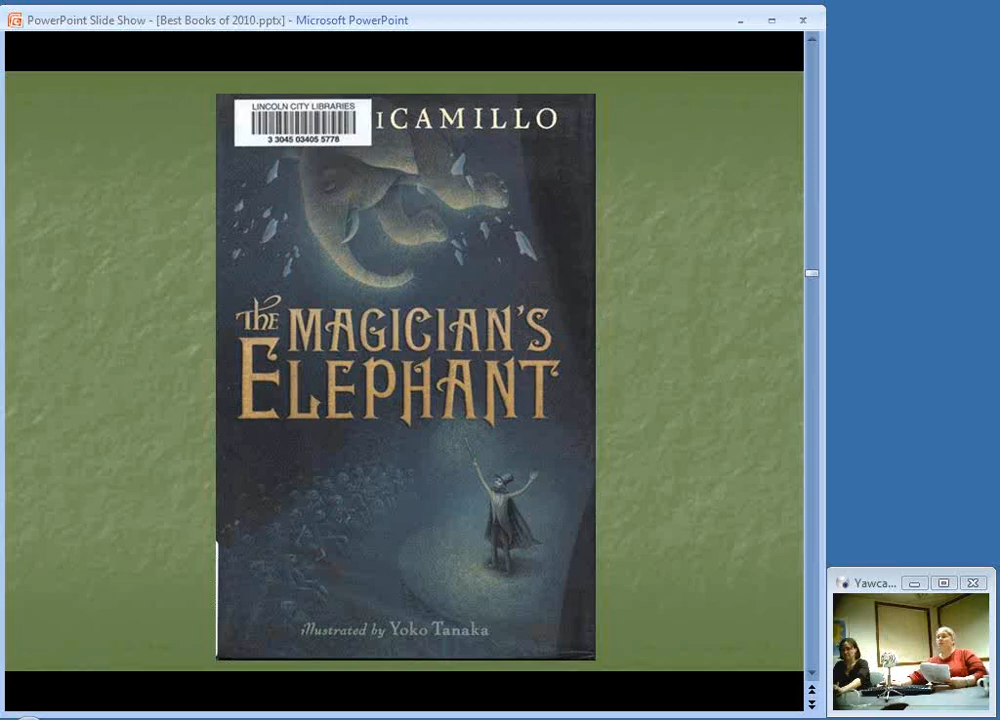 PowerPoint Slide Show - [Best Books of 2010.pptx] - Microsoft PowerPoint
LINCOLN CITY LIBRARIES
3 3045 03405 5778
ICAMILLO
THE MAGICIAN'S
ELEPHANT
illustrated by Yoko Tanaka
Yawca...